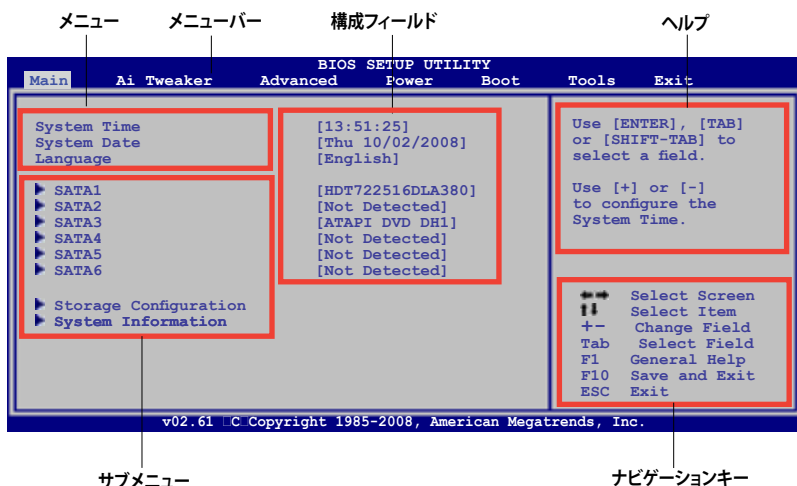 メニュー メニューバー 構成フィールド ヘルプ
BIOS SETUP UTILITY
Main Ai Tweaker Advanced Power Boot Tools Exit
System Time [13:51:25]
System Date [Thu 10/02/2008]
Language [English]
SATA1 [HDT722516DLA380]
SATA2 [Not Detected]
SATA3 [ATAPI DVD DH1]
SATA4 [Not Detected]
SATA5 [Not Detected]
SATA6 [Not Detected]
Storage Configuration
System Information
Use [ENTER], [TAB]
or [SHIFT-TAB] to
select a field.
Use [+] or [-]
to configure the
System Time.
←→ Select Screen
↑↓ Select Item
+- Change Field
Tab Select Field
F1 General Help
F10 Save and Exit
ESC Exit
v02.61 □C□Copyright 1985-2008, American Megatrends, Inc.
サブメニュー ナビゲーションキー